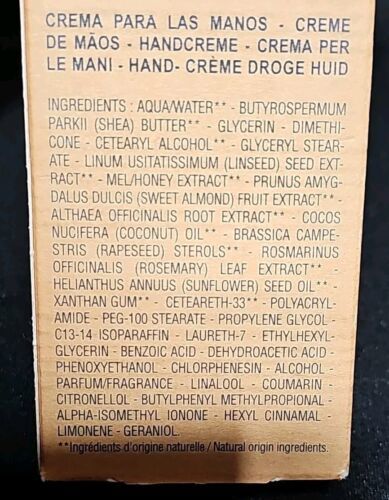 CREMA PARA LAS MANOS - CREME
DE MÃOS - HANDCREME - CREMA PER
LE MANI - HAND- CRÈME DROGE HUID
INGREDIENTS : AQUA/WATER** - BUTYROSPERMUM
PARKII (SHEA) BUTTER** - GLYCERIN - DIMETHI-
CONE - CETEARYL ALCOHOL** - GLYCERYL STEAR-
ATE - LINUM USITATISSIMUM (LINSEED) SEED EXT-
RACT** - MEL/HONEY EXTRACT** - PRUNUS AMYG-
DALUS DULCIS (SWEET ALMOND) FRUIT EXTRACT** -
ALTHAEA OFFICINALIS ROOT EXTRACT** - COCOS
NUCIFERA (COCONUT) OIL** - BRASSICA CAMPE-
STRIS (RAPESEED) STEROLS** - ROSMARINUS
OFFICINALIS (ROSEMARY) LEAF EXTRACT** -
HELIANTHUS ANNUUS (SUNFLOWER) SEED OIL** -
XANTHAN GUM** - CETEARETH-33** - POLYACRYL-
AMIDE - PEG-100 STEARATE - PROPYLENE GLYCOL -
C13-14 ISOPARAFFIN - LAURETH-7 - ETHYLHEXYL-
GLYCERIN - BENZOIC ACID - DEHYDROACETIC ACID -
PHENOXYETHANOL - CHLORPHENESIN - ALCOHOL -
PARFUM/FRAGRANCE - LINALOOL - COUMARIN -
CITRONELLOL - BUTYLPHENYL METHYLPROPIONAL -
ALPHA-ISOMETHYL IONONE - HEXYL CINNAMAL -
LIMONENE - GERANIOL.
**Ingrédients d'origine naturelle / Natural origin ingredients.